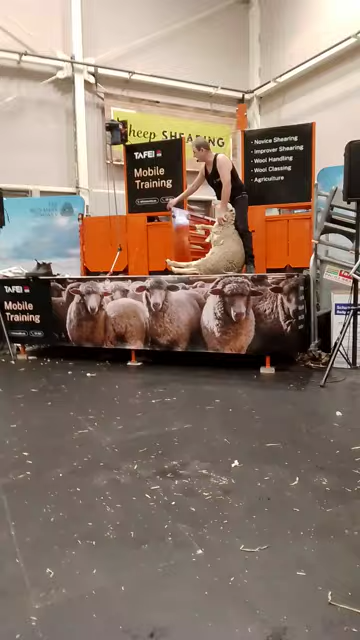 Sheep SHEARING
TAFE
Mobile
Training
• Novice Shearing
• Improver Shearing
• Wool Handling
• Wool Classing
• Agriculture
TAFE
Mobile
Training